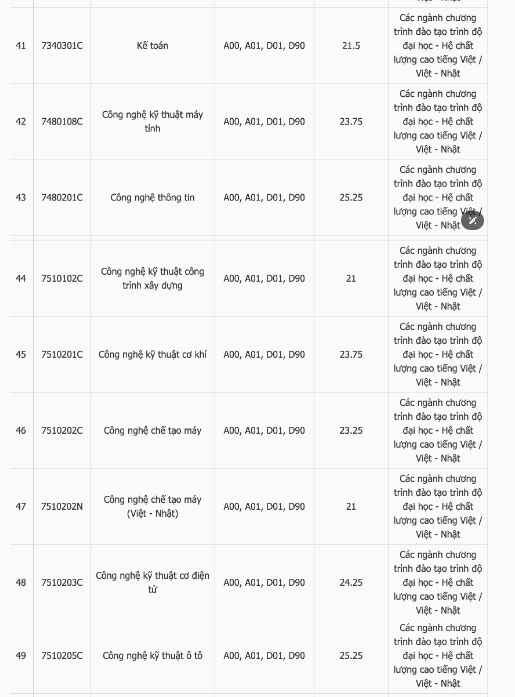 Việt - Nhật
41 7340301C Kế toán A00, A01, D01, D90 21.5 Các ngành chương
trình đào tạo trình độ
đại học - Hệ chất
lượng cao tiếng Việt /
Việt - Nhật
42 7480108C Công nghệ kỹ thuật máy
tính A00, A01, D01, D90 23.75 Các ngành chương
trình đào tạo trình độ
đại học - Hệ chất
lượng cao tiếng Việt /
Việt - Nhật
43 7480201C Công nghệ thông tin A00, A01, D01, D90 25.25 Các ngành chương
trình đào tạo trình độ
đại học - Hệ chất
lượng cao tiếng Việt /
Việt - Nhật
44 7510102C Công nghệ kỹ thuật công
trình xây dựng A00, A01, D01, D90 21 Các ngành chương
trình đào tạo trình độ
đại học - Hệ chất
lượng cao tiếng Việt /
Việt - Nhật
45 7510201C Công nghệ kỹ thuật cơ khí A00, A01, D01, D90 23.75 Các ngành chương
trình đào tạo trình độ
đại học - Hệ chất
lượng cao tiếng Việt /
Việt - Nhật
46 7510202C Công nghệ chế tạo máy A00, A01, D01, D90 23.25 Các ngành chương
trình đào tạo trình độ
đại học - Hệ chất
lượng cao tiếng Việt /
Việt - Nhật
47 7510202N Công nghệ chế tạo máy
(Việt - Nhật) A00, A01, D01, D90 21 Các ngành chương
trình đào tạo trình độ
đại học - Hệ chất
lượng cao tiếng Việt /
Việt - Nhật
48 7510203C Công nghệ kỹ thuật cơ điện
tử A00, A01, D01, D90 24.25 Các ngành chương
trình đào tạo trình độ
đại học - Hệ chất
lượng cao tiếng Việt /
Việt - Nhật
49 7510205C Công nghệ kỹ thuật ô tô A00, A01, D01, D90 25.25 Các ngành chương
trình đào tạo trình độ
đại học - Hệ chất
lượng cao tiếng Việt /
Việt - Nhật